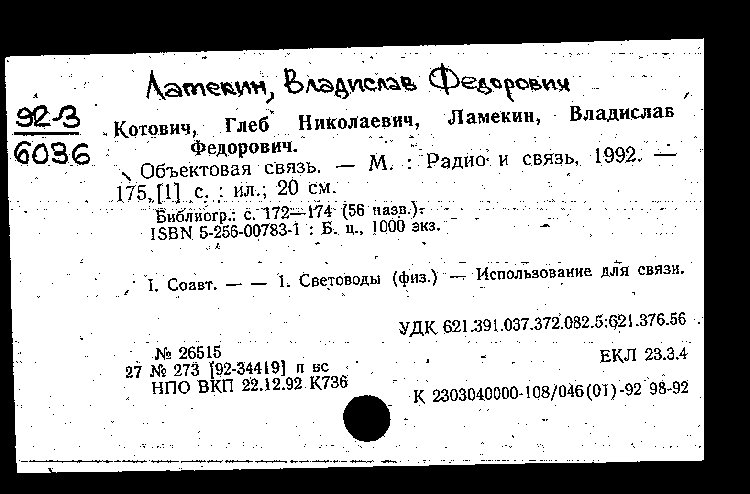 Латекин, Владислав Федорович
92-3
6036
Котович, Глеб Николаевич, Ламекин, Владислав
Федорович.
Объектовая связь. — М. : Радио и связь, 1992. —
175,[1] с. : ил.; 20 см.
Библиогр.: с. 172—174 (56 назв.).
ISBN 5-256-00783-1 : Б. ц., 1000 экз.
I. Соавт. — — 1. Световоды (физ.) — Использование для связи.
УДК 621.391.037.372.082.5:621.376.56
№ 26515
ЕКЛ 23.3.4
27 № 273 [92-34419] п вс
НПО ВКП 22.12.92 К736
К 2303040000-108/046(01)-92 98-92